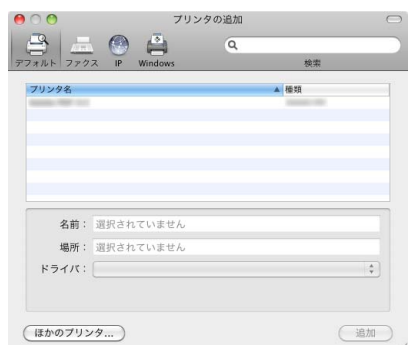 プリンタの追加
デフォルト ファクス IP Windows 検索
プリンタ名 種類
名前： 選択されていません
場所： 選択されていません
ドライバ：
ほかのプリンタ... 追加